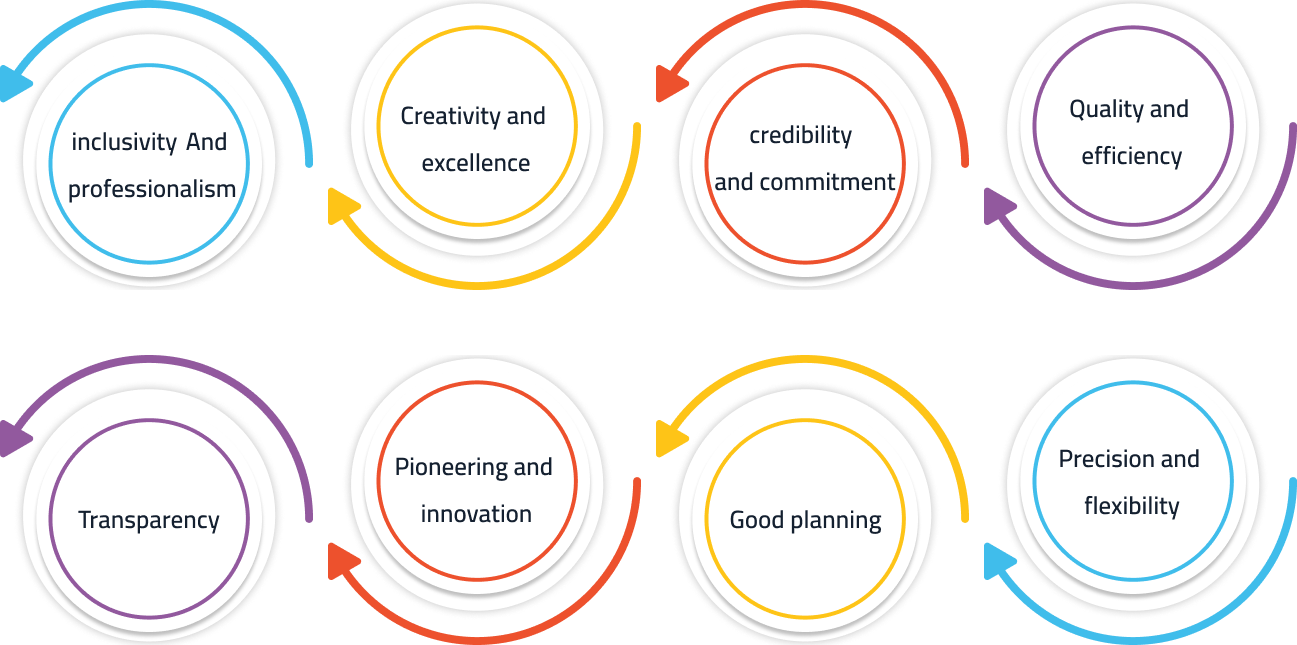 inclusivity And
professionalism
Creativity and
excellence
credibility
and commitment
Quality and
efficiency
Transparency
Pioneering and
innovation
Good planning
Precision and
flexibility